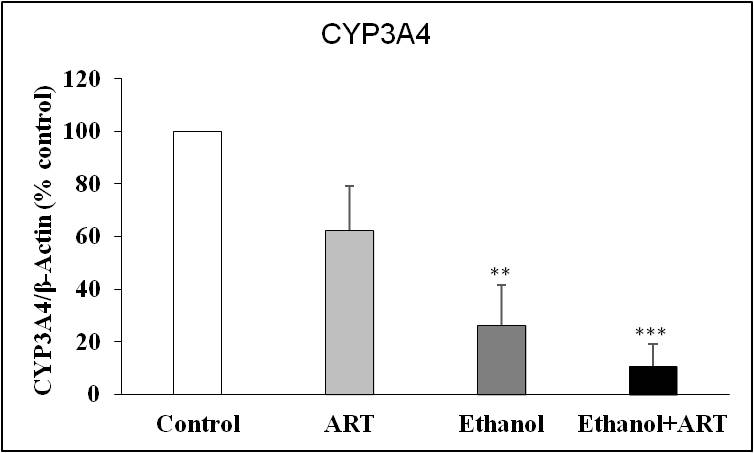 CYP3A4
CYP3A4/β-Actin (% control)
120
100
80
60
40
20
0
**
***
Control
ART
Ethanol
Ethanol+ART